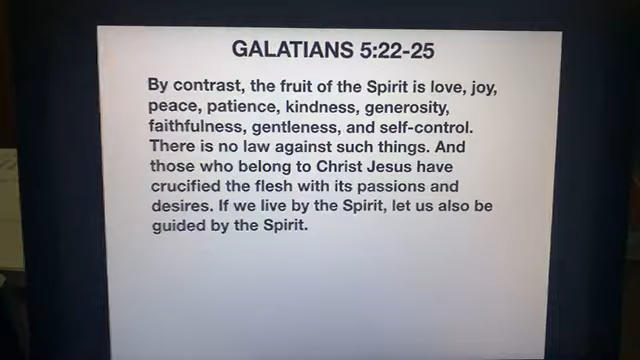 GALATIANS 5:22-25
By contrast, the fruit of the Spirit is love, joy,
peace, patience, kindness, generosity,
faithfulness, gentleness, and self-control.
There is no law against such things. And
those who belong to Christ Jesus have
crucified the flesh with its passions and
desires. If we live by the Spirit, let us also be
guided by the Spirit.